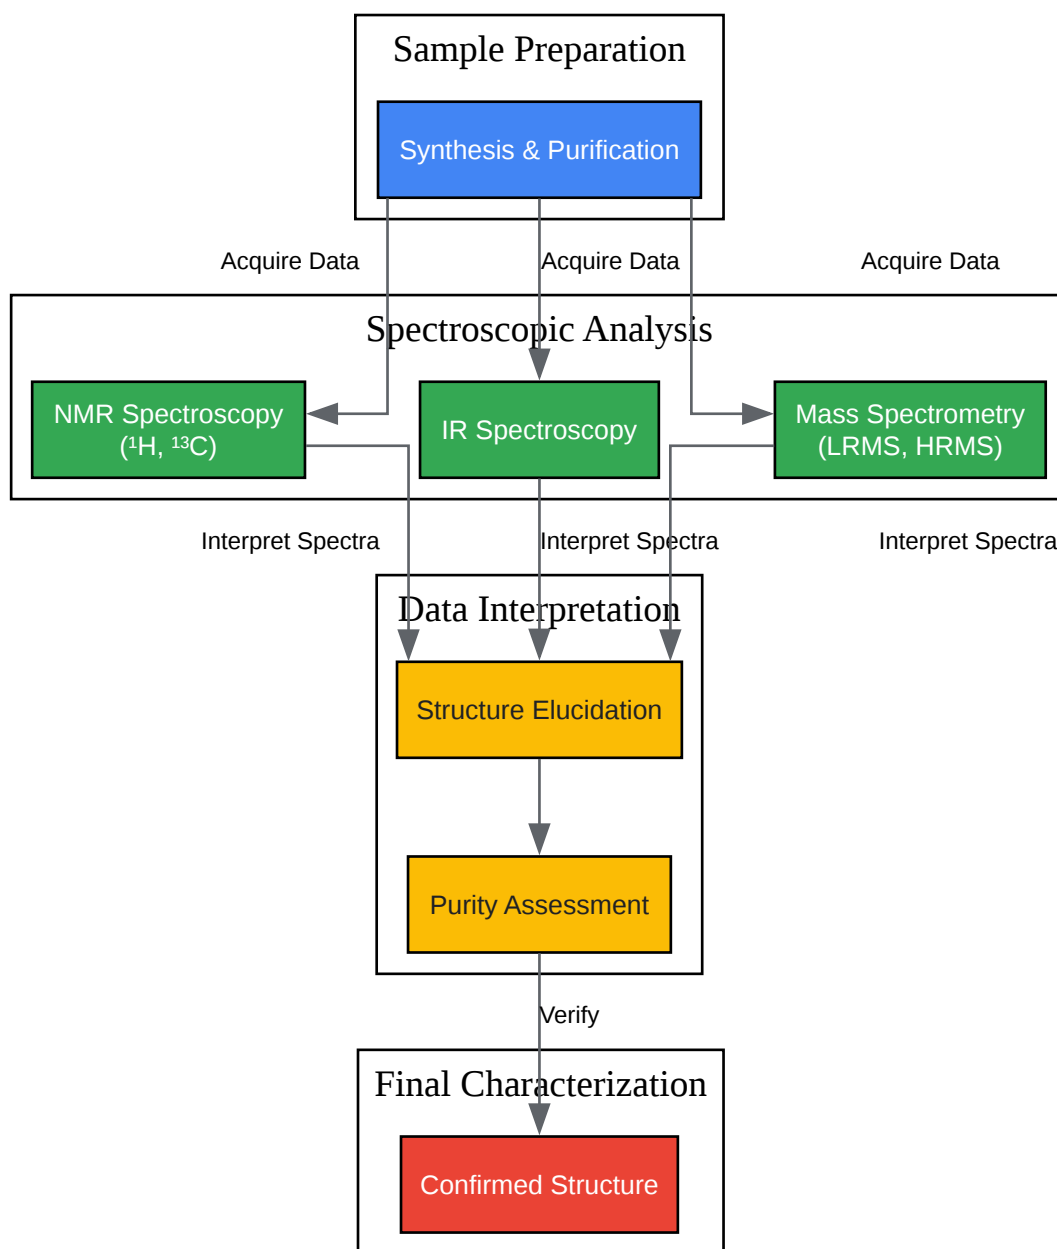 Sample Preparation
Synthesis & Purification
Acquire Data
Acquire Data
Acquire Data
Spectroscopic Analysis
NMR Spectroscopy
(¹H, ¹³C)
IR Spectroscopy
Mass Spectrometry
(LRMS, HRMS)
Interpret Spectra
Interpret Spectra
Interpret Spectra
Data Interpretation
Structure Elucidation
Purity Assessment
Verify
Final Characterization
Confirmed Structure